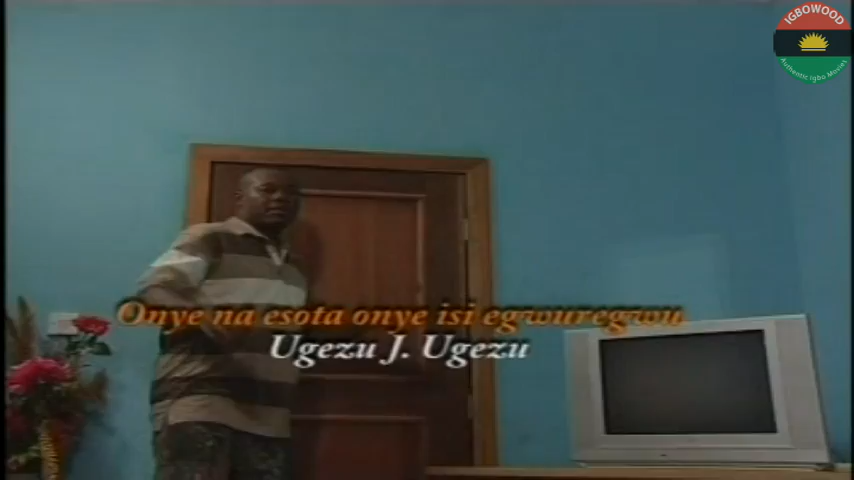 IGBOWOOD
Authentic Igbo Movies
Onye na esota onye isi egwuregwu
Ugezu J. Ugezu